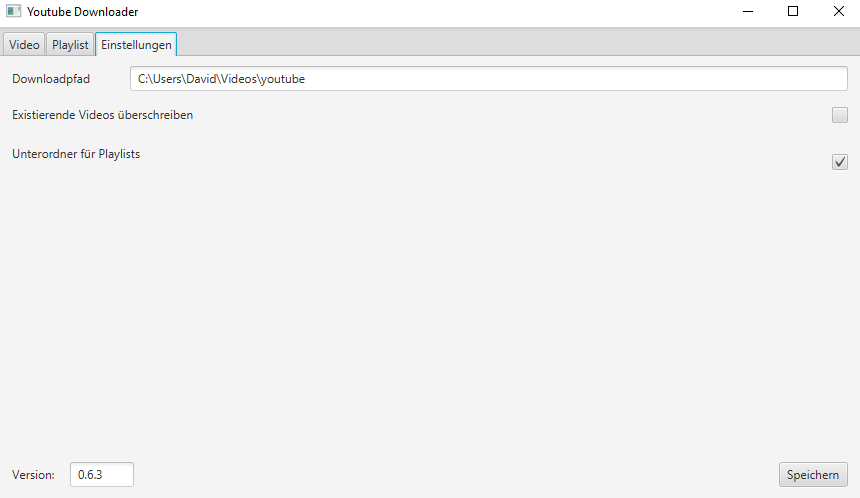 Youtube Downloader
Video Playlist Einstellungen
Downloadpfad C:\Users\David\Videos\youtube
Existierende Videos überschreiben
Unterordner für Playlists
Version: 0.6.3 Speichern